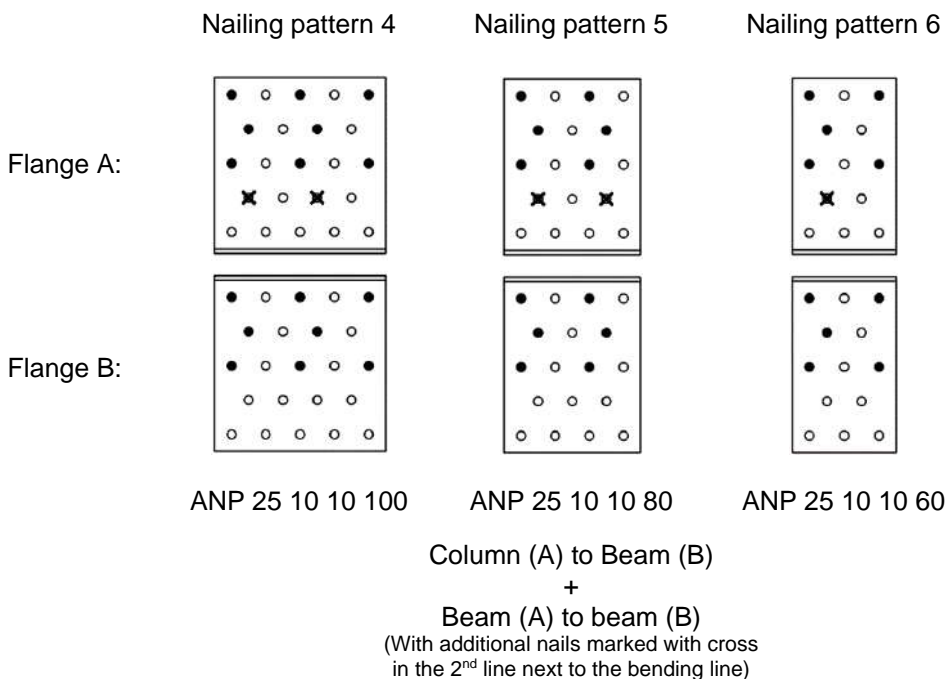 Nailing pattern 4 Nailing pattern 5 Nailing pattern 6
Flange A:
Flange B:
ANP 25 10 10 100 ANP 25 10 10 80 ANP 25 10 10 60
Column (A) to Beam (B)
+
Beam (A) to beam (B)
(With additional nails marked with cross
in the 2nd line next to the bending line)